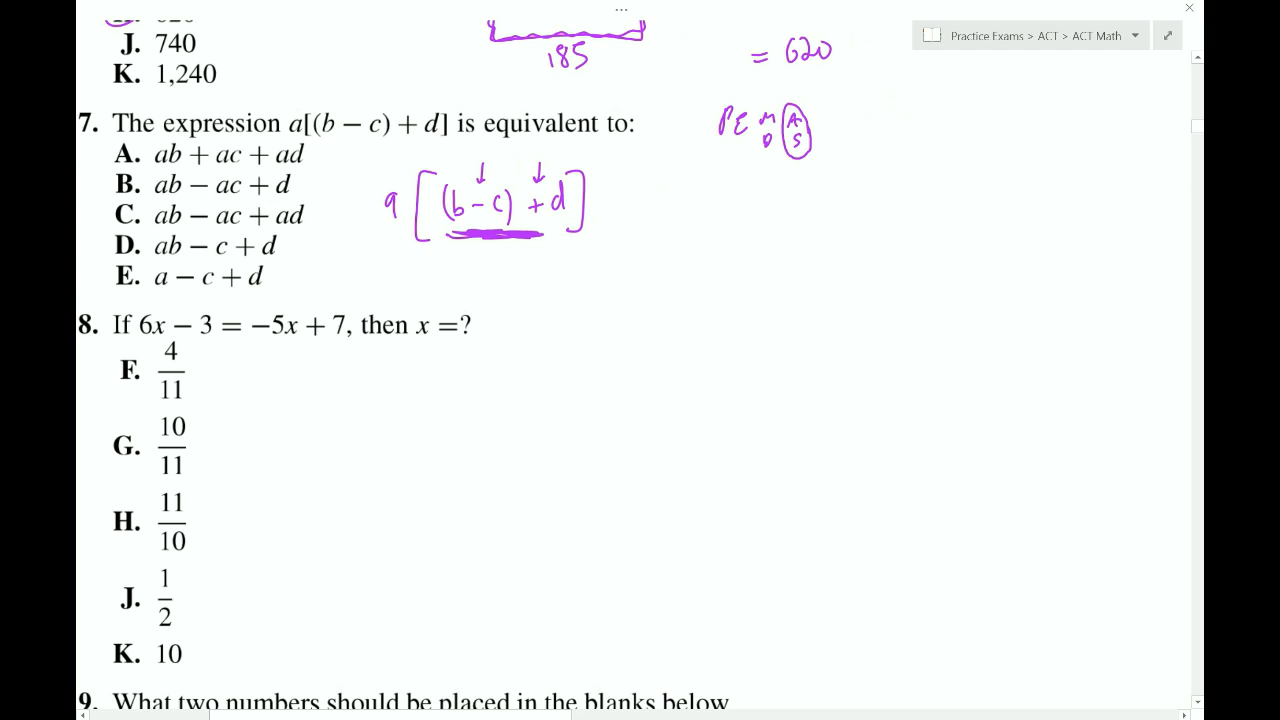 ...
Practice Exams > ACT > ACT Math
J. 740
K. 1,240
185
= 620
7. The expression a[(b − c) + d] is equivalent to:
A. ab + ac + ad
B. ab − ac + d
C. ab − ac + ad
D. ab − c + d
E. a − c + d
a [(b − c) + d]
PE M A
D S
8. If 6x − 3 = −5x + 7, then x =?
F. 4/11
G. 10/11
H. 11/10
J. 1/2
K. 10
9. What two numbers should be placed in the blanks below